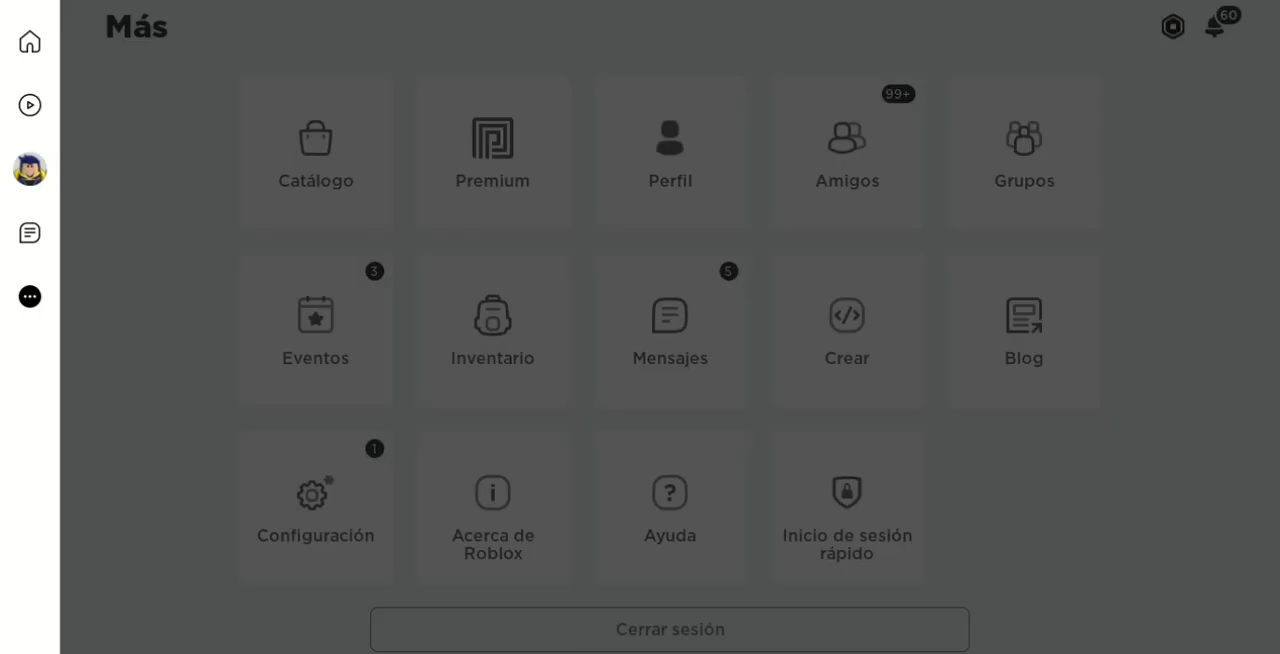 Más
60
99+
Catálogo
Premium
Perfil
Amigos
Grupos
3
5
Eventos
Inventario
Mensajes
Crear
Blog
1
Configuración
Acerca de
Roblox
Ayuda
Inicio de sesión
rápido
Cerrar sesión